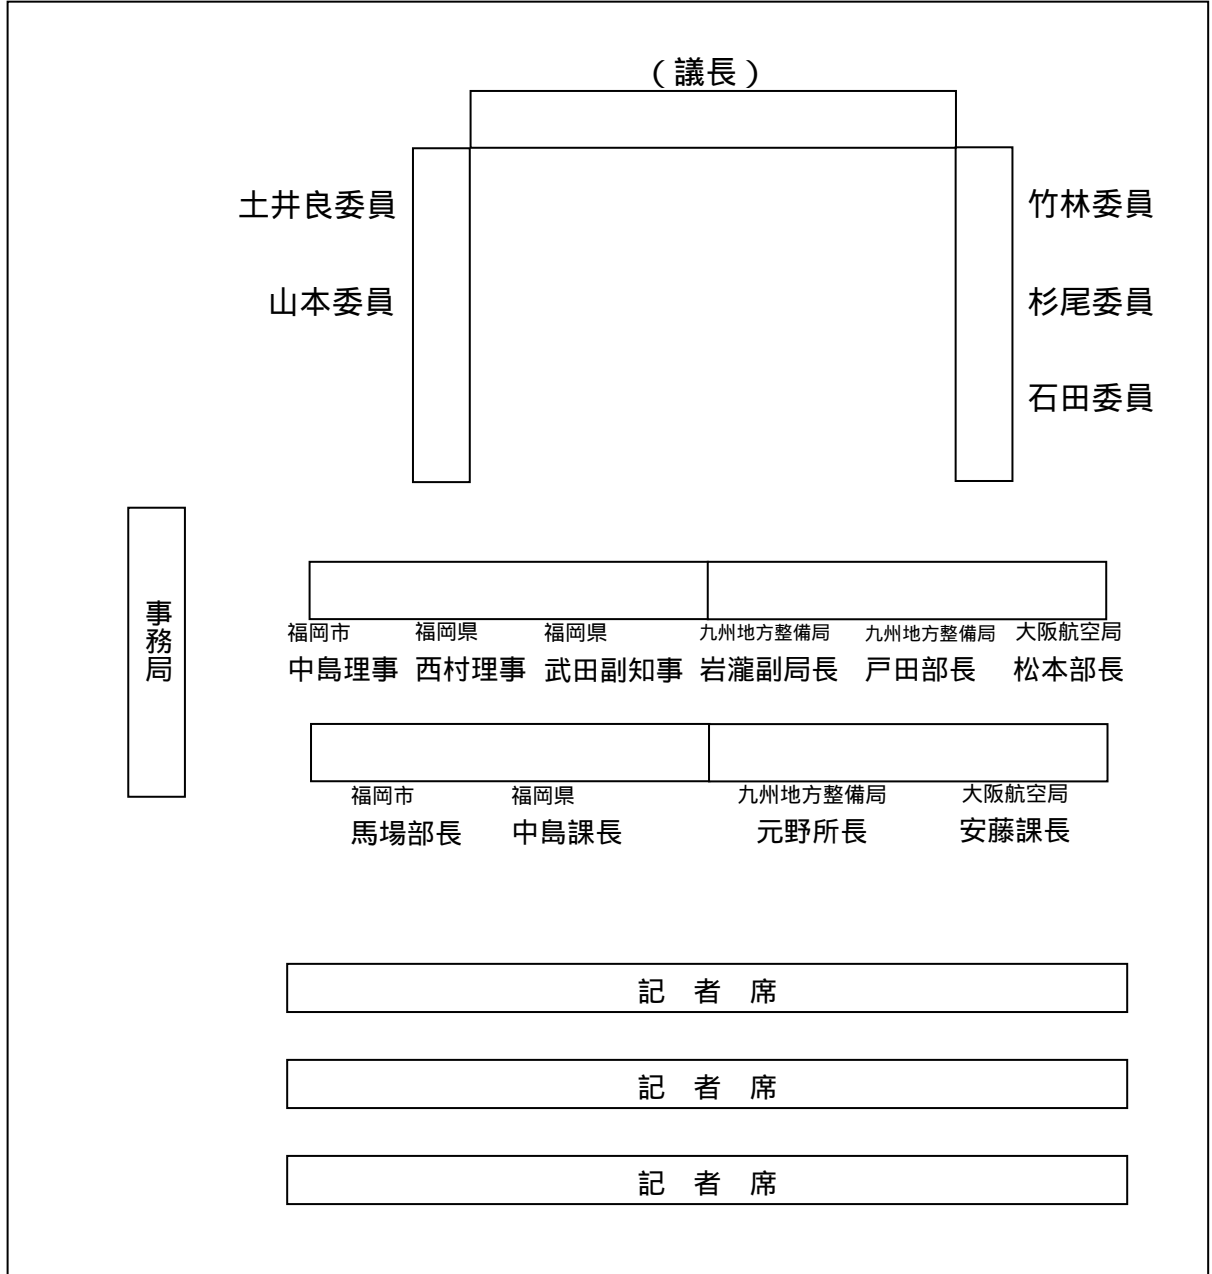 （議長）
土井良委員
竹林委員
山本委員
杉尾委員
石田委員
事務局
福岡市 福岡県 福岡県 九州地方整備局 九州地方整備局 大阪航空局
中島理事 西村理事 武田副知事 岩瀧副局長 戸田部長 松本部長
福岡市 福岡県 九州地方整備局 大阪航空局
馬場部長 中島課長 元野所長 安藤課長
記 者 席
記 者 席
記 者 席